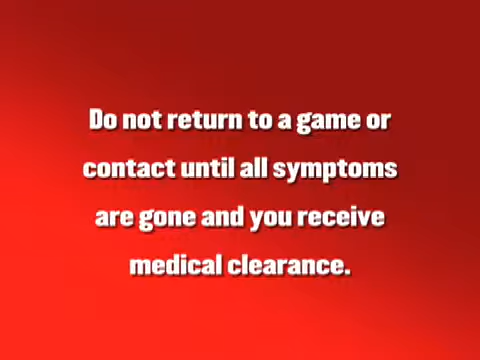 Do not return to a game or
contact until all symptoms
are gone and you receive
medical clearance.